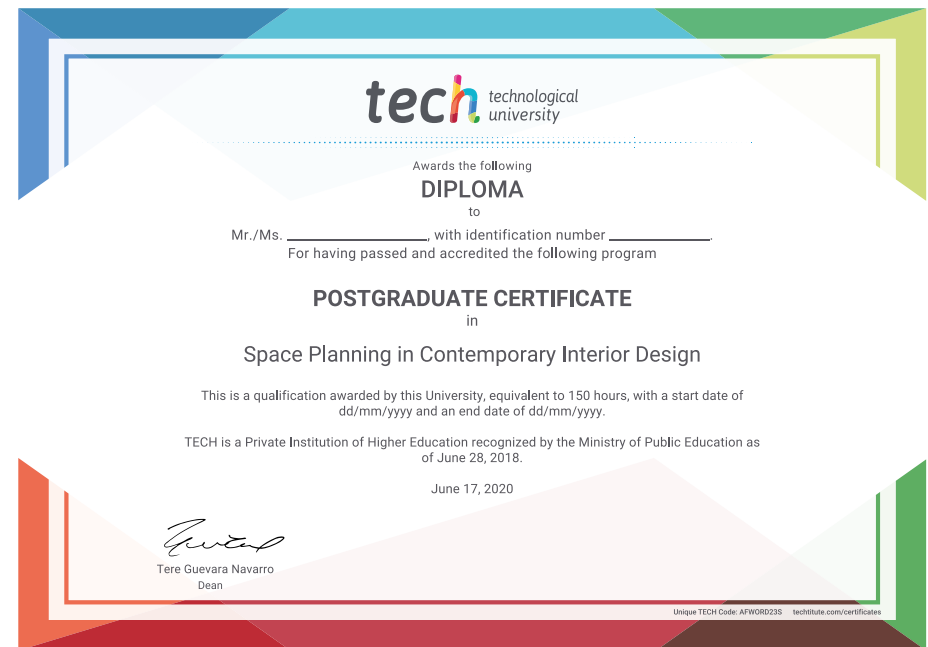 tech technological
university
Awards the following
DIPLOMA
to
Mr./Ms. ____________________, with identification number ______________.
For having passed and accredited the following program
POSTGRADUATE CERTIFICATE
in
Space Planning in Contemporary Interior Design
This is a qualification awarded by this University, equivalent to 150 hours, with a start date of
dd/mm/yyyy and an end date of dd/mm/yyyy.
TECH is a Private Institution of Higher Education recognized by the Ministry of Public Education as
of June 28, 2018.
June 17, 2020
Tere Guevara Navarro
Dean
Unique TECH Code: AFWORD23S techtitute.com/certificates